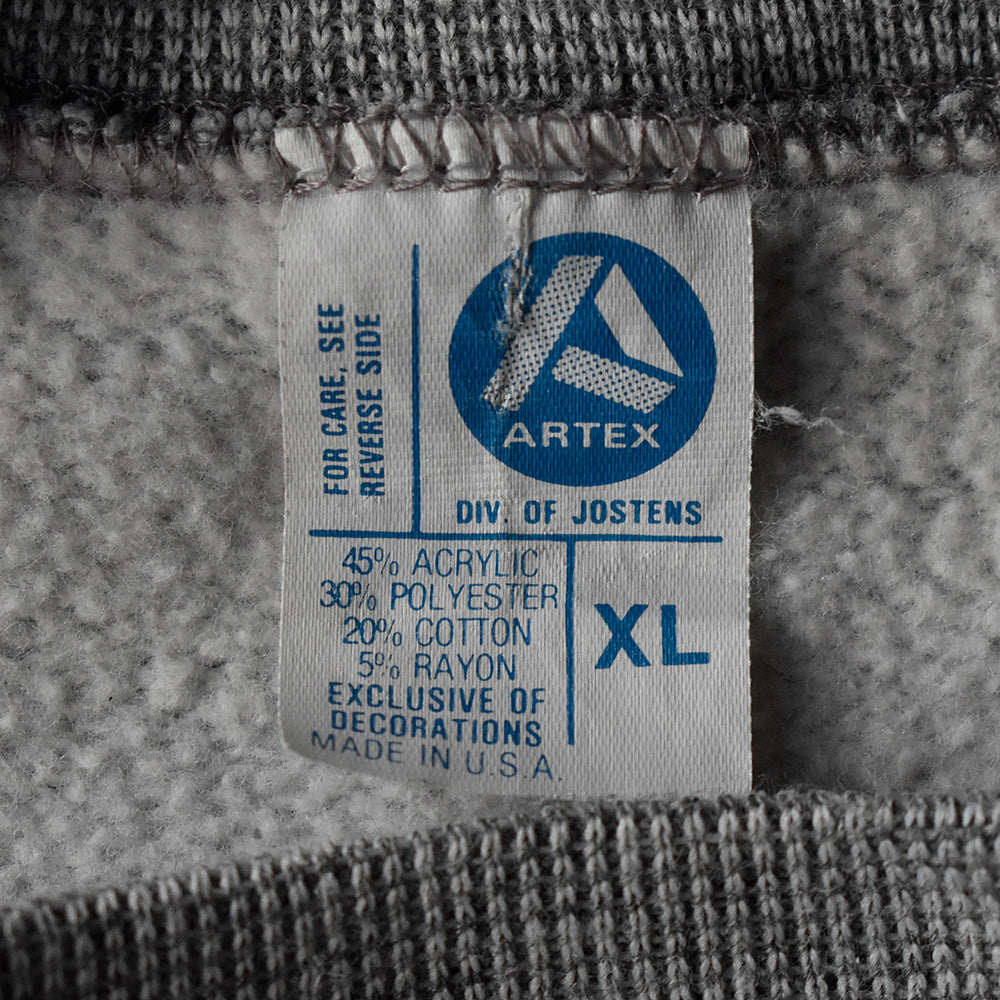 FOR CARE, SEE
REVERSE SIDE
ARTEX
DIV. OF JOSTENS
45% ACRYLIC
30% POLYESTER
20% COTTON
5% RAYON
EXCLUSIVE OF
DECORATIONS
MADE IN U.S.A.
XL